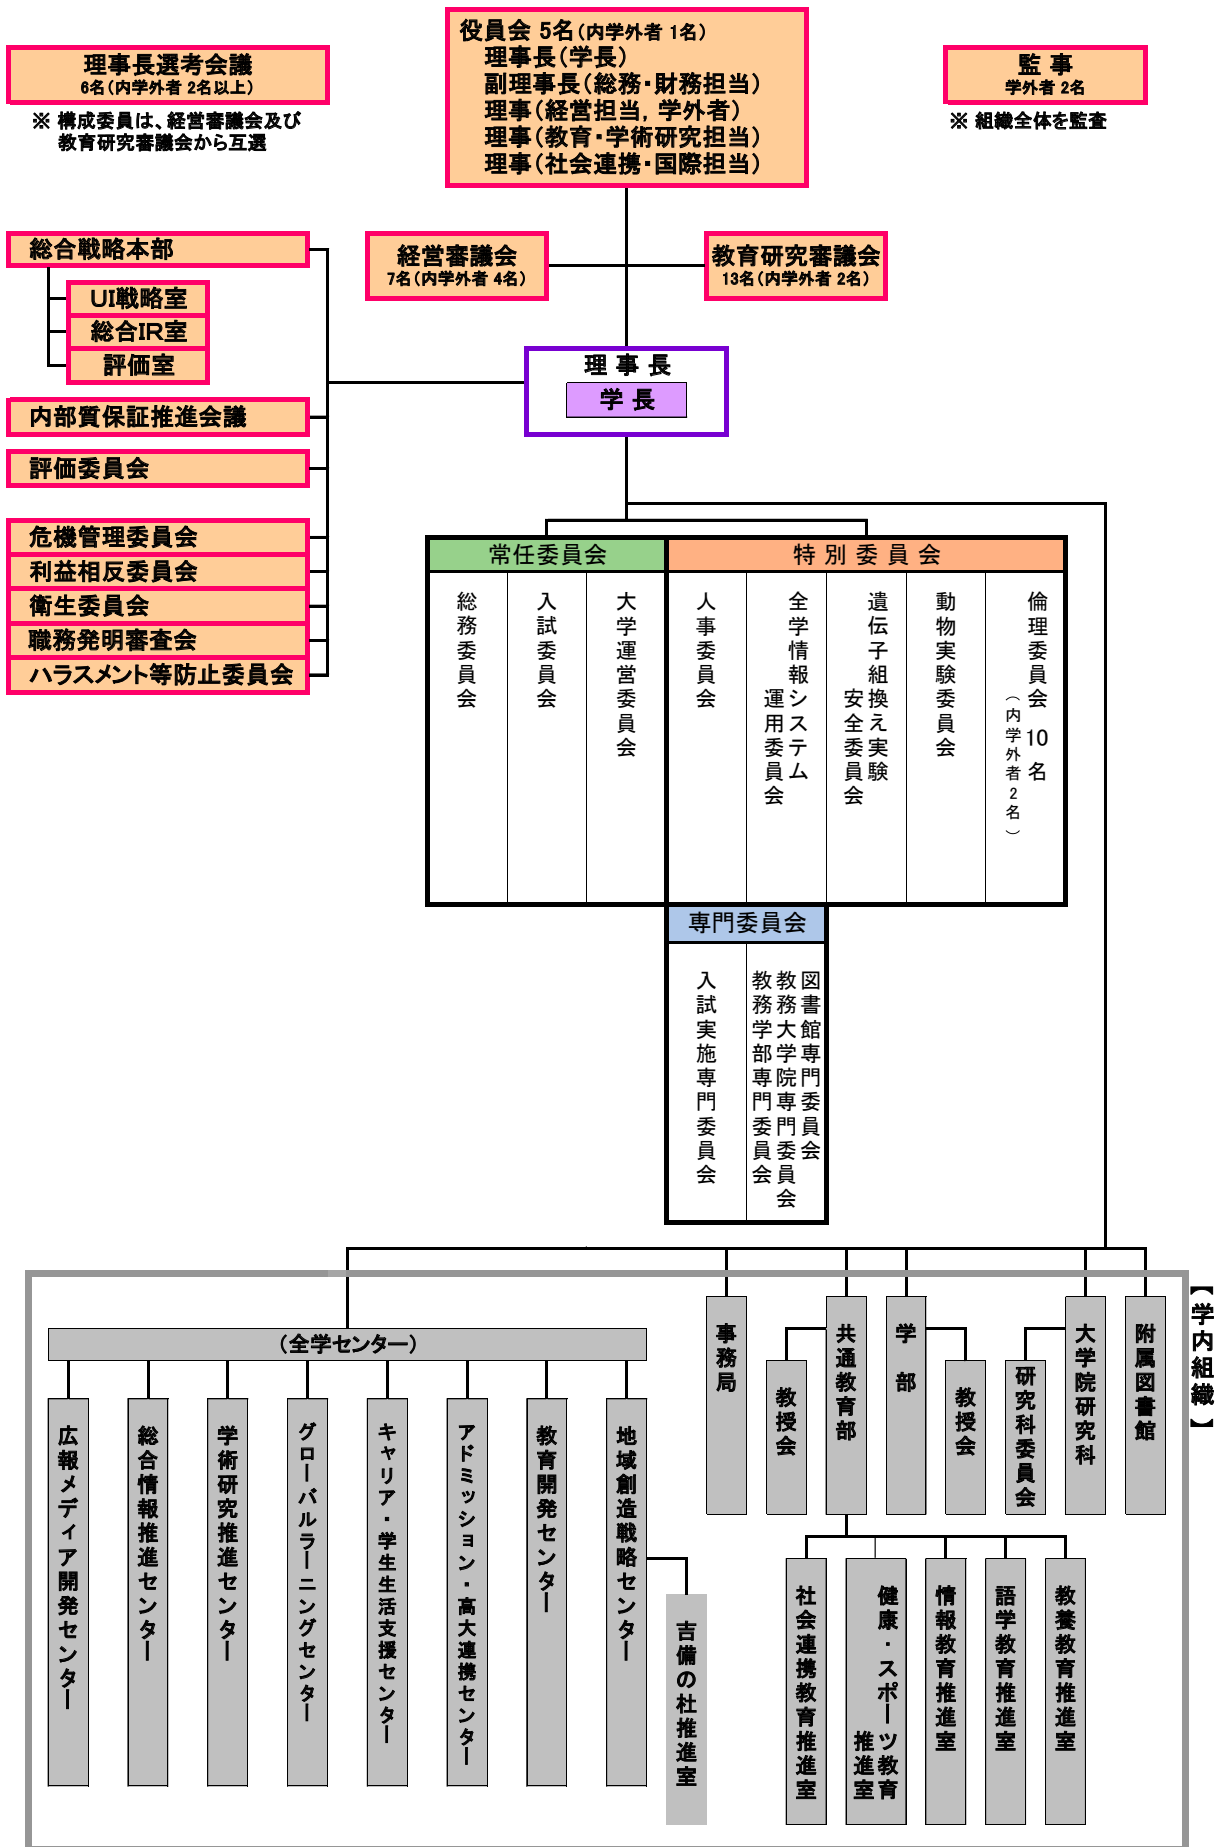 役員会 5名(内学外者 1名)
理事長(学長)
副理事長(総務・財務担当)
理事(経営担当, 学外者)
理事(教育・学術研究担当)
理事(社会連携・国際担当)
理事長選考会議
6名(内学外者 2名以上)
※ 構成委員は、経営審議会及び
教育研究審議会から互選
監 事
学外者 2名
※ 組織全体を監査
経営審議会
7名(内学外者 4名)
教育研究審議会
13名(内学外者 2名)
総合戦略本部
UI戦略室
総合IR室
評価室
理 事 長
学 長
内部質保証推進会議
評価委員会
危機管理委員会
利益相反委員会
衛生委員会
職務発明審査会
ハラスメント等防止委員会
常任委員会
総務委員会
入試委員会
大学運営委員会
特 別 委 員 会
人事委員会
全学情報システム
運用委員会
遺伝子組換え実験
安全委員会
動物実験委員会
倫理委員会 10名
(内学外者2名)
専門委員会
入試実施専門委員会
図書館専門委員会
教務大学院専門委員会
教務学部専門委員会
【学内組織】
(全学センター)
広報メディア開発センター
総合情報推進センター
学術研究推進センター
グローバルラーニングセンター
キャリア・学生生活支援センター
アドミッション・高大連携センター
教育開発センター
地域創造戦略センター
吉備の杜推進室
事務局
教授会
共通教育部
学 部
教授会
研究科委員会
大学院研究科
附属図書館
社会連携教育推進室
健康・スポーツ教育
推進室
情報教育推進室
語学教育推進室
教養教育推進室